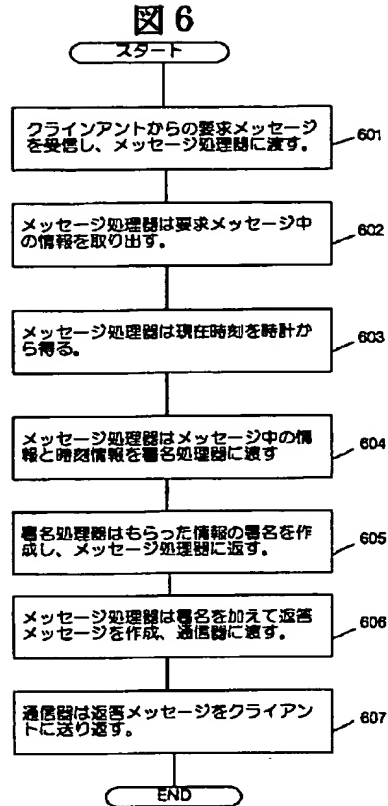 図6
スタート
クラインアントからの要求メッセージ
を受信し、メッセージ処理器に渡す。
601
メッセージ処理器は要求メッセージ中
の情報を取り出す。
602
メッセージ処理器は現在時刻を時計か
ら得る。
603
メッセージ処理器はメッセージ中の情
報と時刻情報を署名処理器に渡す
604
署名処理器はもらった情報の署名を作
成し、メッセージ処理器に返す。
605
メッセージ処理器は署名を加えて返答
メッセージを作成、通信器に渡す。
606
通信器は返答メッセージをクライアン
トに送り返す。
607
END